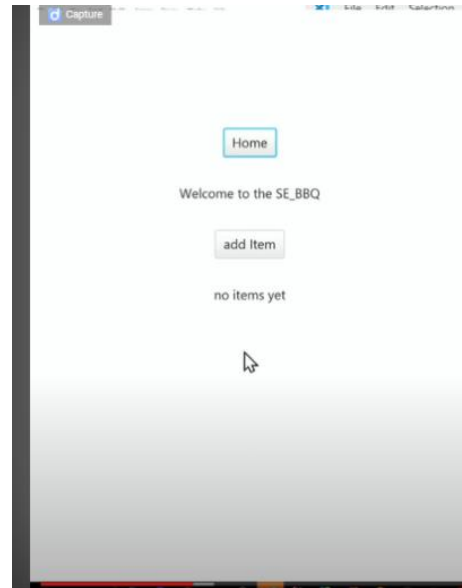 Capture
File Edit Selection
Home
Welcome to the SE_BBQ
add Item
no items yet